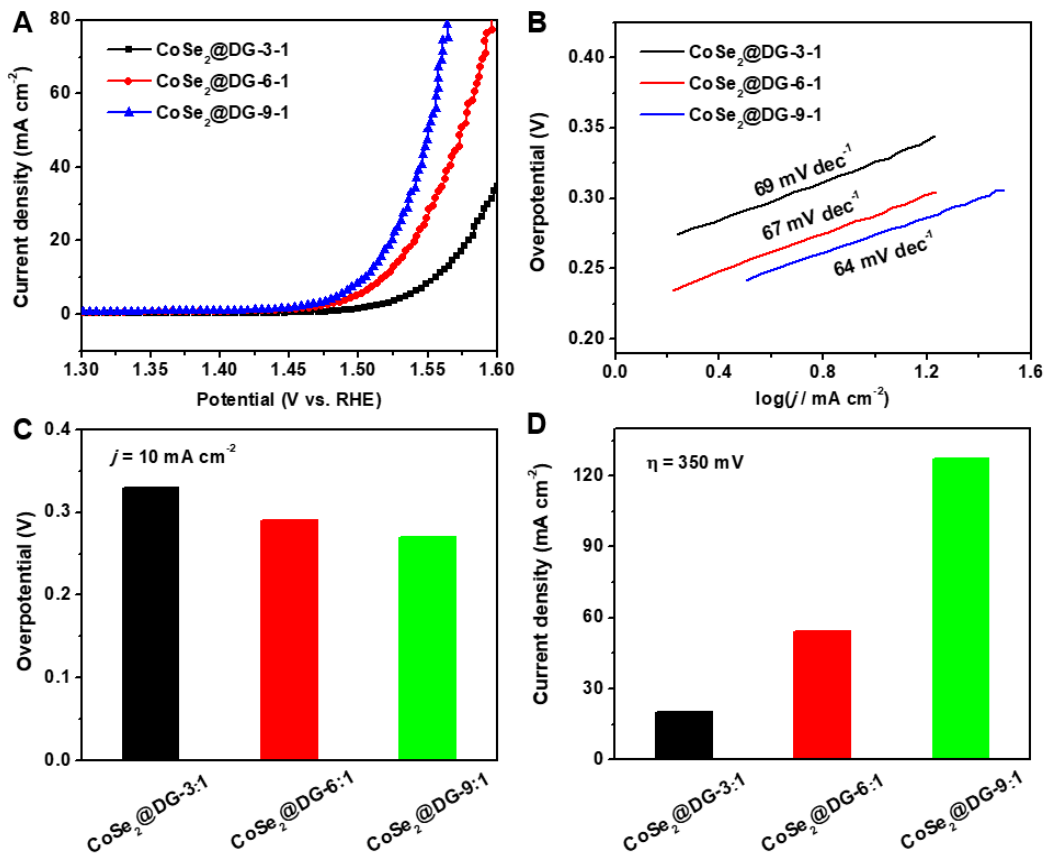 A
CoSe₂@DG-3-1
CoSe₂@DG-6-1
CoSe₂@DG-9-1
Current density (mA cm⁻²)
80
60
40
20
0
1.30 1.35 1.40 1.45 1.50 1.55 1.60
Potential (V vs. RHE)
B
CoSe₂@DG-3-1
CoSe₂@DG-6-1
CoSe₂@DG-9-1
Overpotential (V)
0.40
0.35
0.30
0.25
0.20
69 mV dec⁻¹
67 mV dec⁻¹
64 mV dec⁻¹
0.4 0.8 1.2 1.6
log(j / mA cm⁻²)
C
j = 10 mA cm⁻²
Overpotential (V)
0.4
0.3
0.2
0.1
0.0
CoSe₂@DG-3:1
CoSe₂@DG-6:1
CoSe₂@DG-9:1
D
η = 350 mV
Current density (mA cm⁻²)
120
90
60
30
0
CoSe₂@DG-3:1
CoSe₂@DG-6:1
CoSe₂@DG-9:1